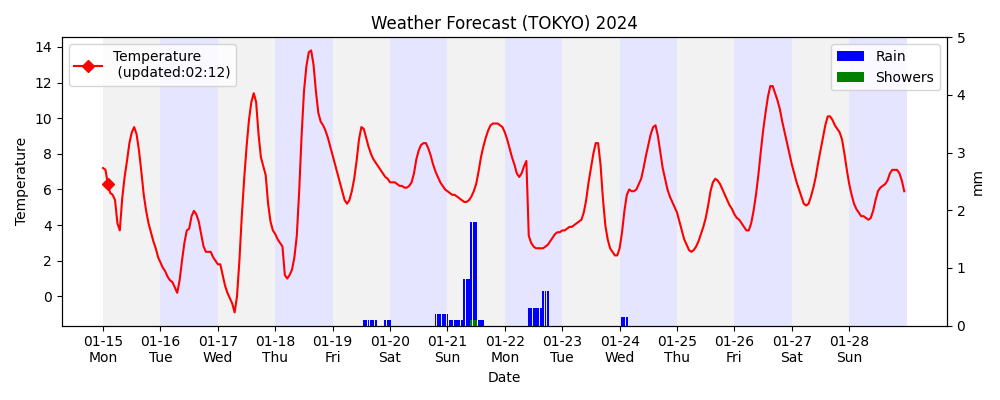 Weather Forecast (TOKYO) 2024
Temperature
(updated:02:12)
Rain
Showers
14
12
10
8
6
4
2
0
Temperature
5
4
3
2
1
0
mm
01-15 01-16 01-17 01-18 01-19 01-20 01-21 01-22 01-23 01-24 01-25 01-26 01-27 01-28
Mon Tue Wed Thu Fri Sat Sun Mon Tue Wed Thu Fri Sat Sun
Date